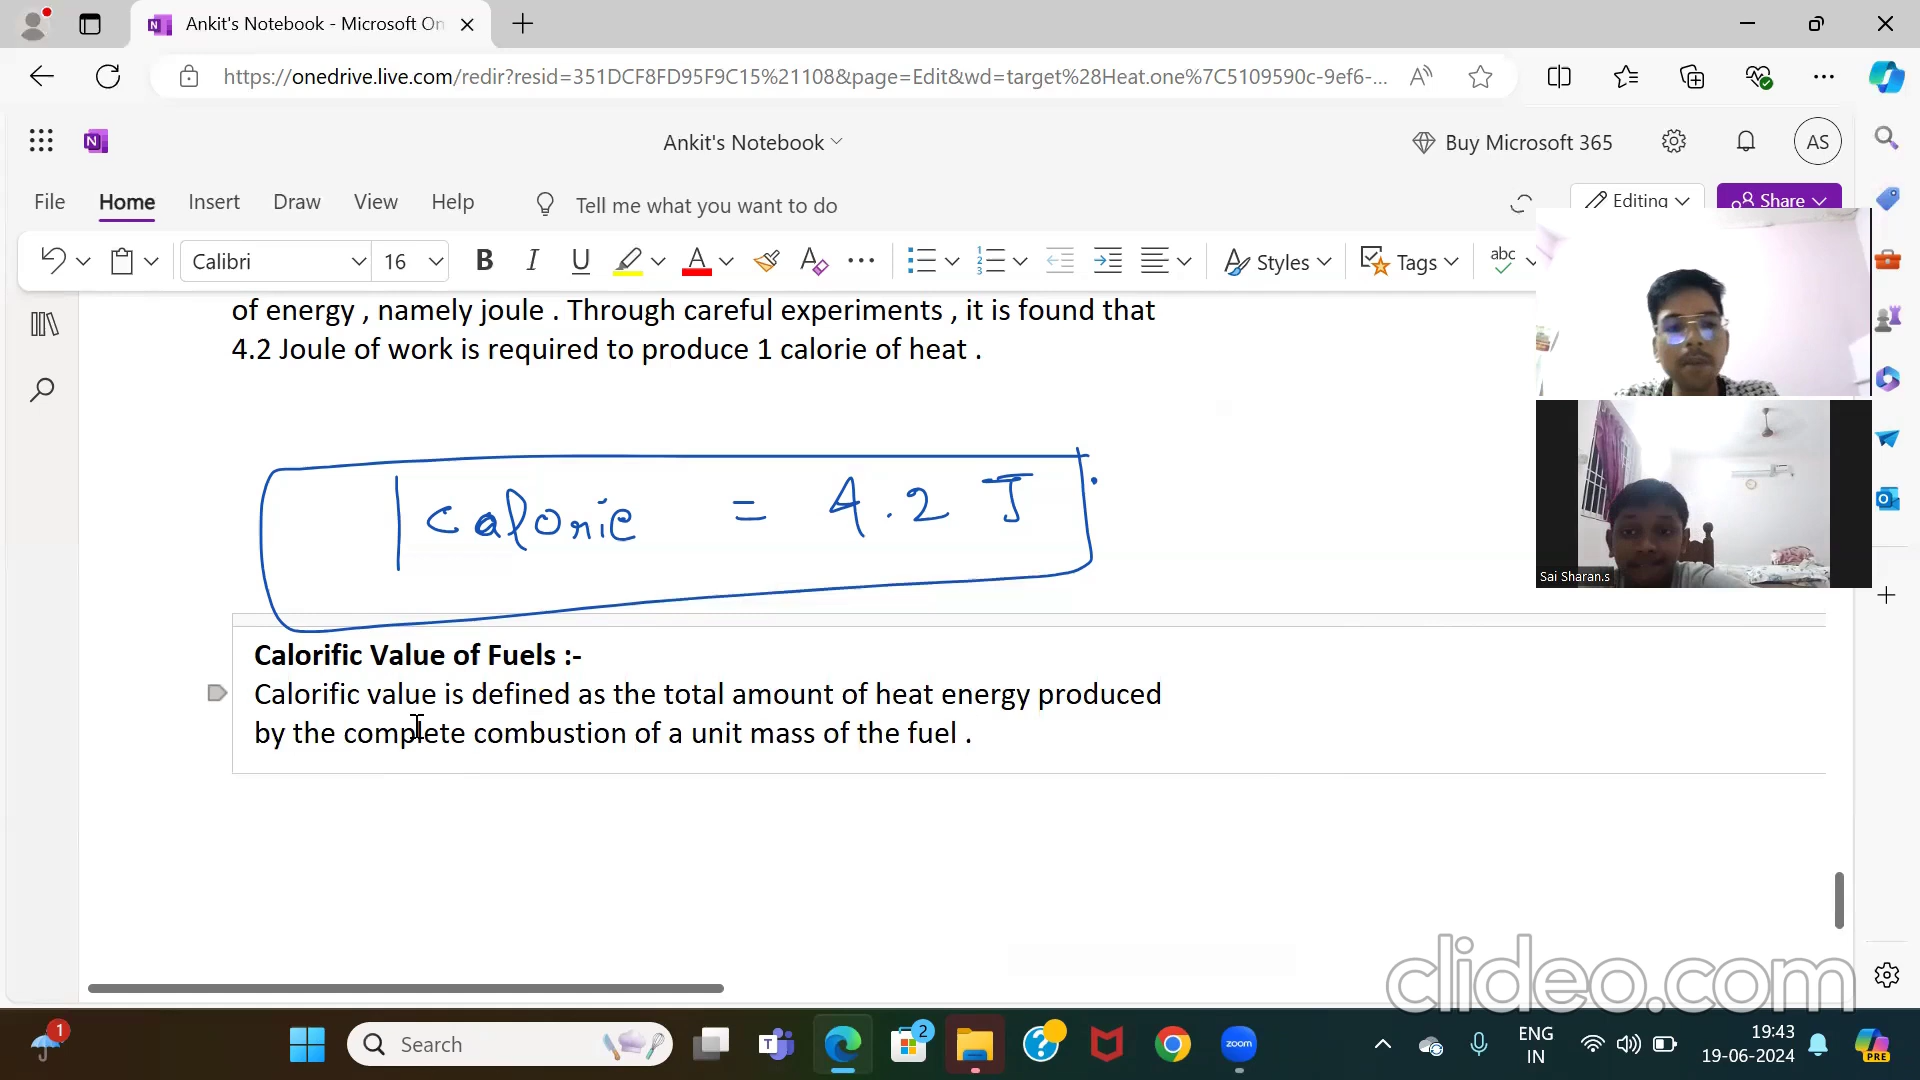 Ankit's Notebook - Microsoft On
https://onedrive.live.com/redir?resid=351DCF8FD95F9C15%21108&page=Edit&wd=target%28Heat.one%7C5109590c-9ef6-...
Ankit's Notebook
Buy Microsoft 365
AS
File Home Insert Draw View Help Tell me what you want to do
Editing
Share
Calibri 16 B I U A A Styles Tags abc
of energy , namely joule . Through careful experiments , it is found that
4.2 Joule of work is required to produce 1 calorie of heat .
1 calorie = 4.2 J
Sai Sharan.s
Calorific Value of Fuels :-
Calorific value is defined as the total amount of heat energy produced
by the complete combustion of a unit mass of the fuel .
clideo.com
1
Search
2
zoom
ENG
IN
19:43
19-06-2024
PRE